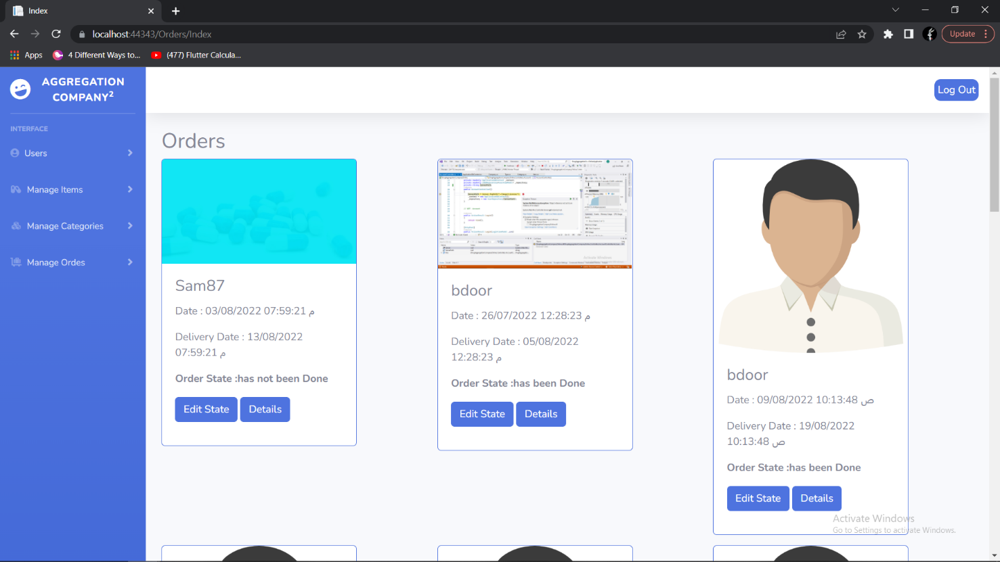 Index
localhost:44343/Orders/Index
Update
Apps
4 Different Ways to...
(477) Flutter Calcula...
AGGREGATION
COMPANY²
Log Out
INTERFACE
Users
Manage Items
Manage Categories
Manage Ordes
Orders
Sam87
Date : 03/08/2022 07:59:21 م
Delivery Date : 13/08/2022
07:59:21 م
Order State :has not been Done
Edit State
Details
bdoor
Date : 26/07/2022 12:28:23 م
Delivery Date : 05/08/2022
12:28:23 م
Order State :has been Done
Edit State
Details
bdoor
Date : 09/08/2022 10:13:48 ص
Delivery Date : 19/08/2022
10:13:48 ص
Order State :has been Done
Edit State
Details
Activate Windows
Go to Settings to activate Windows.